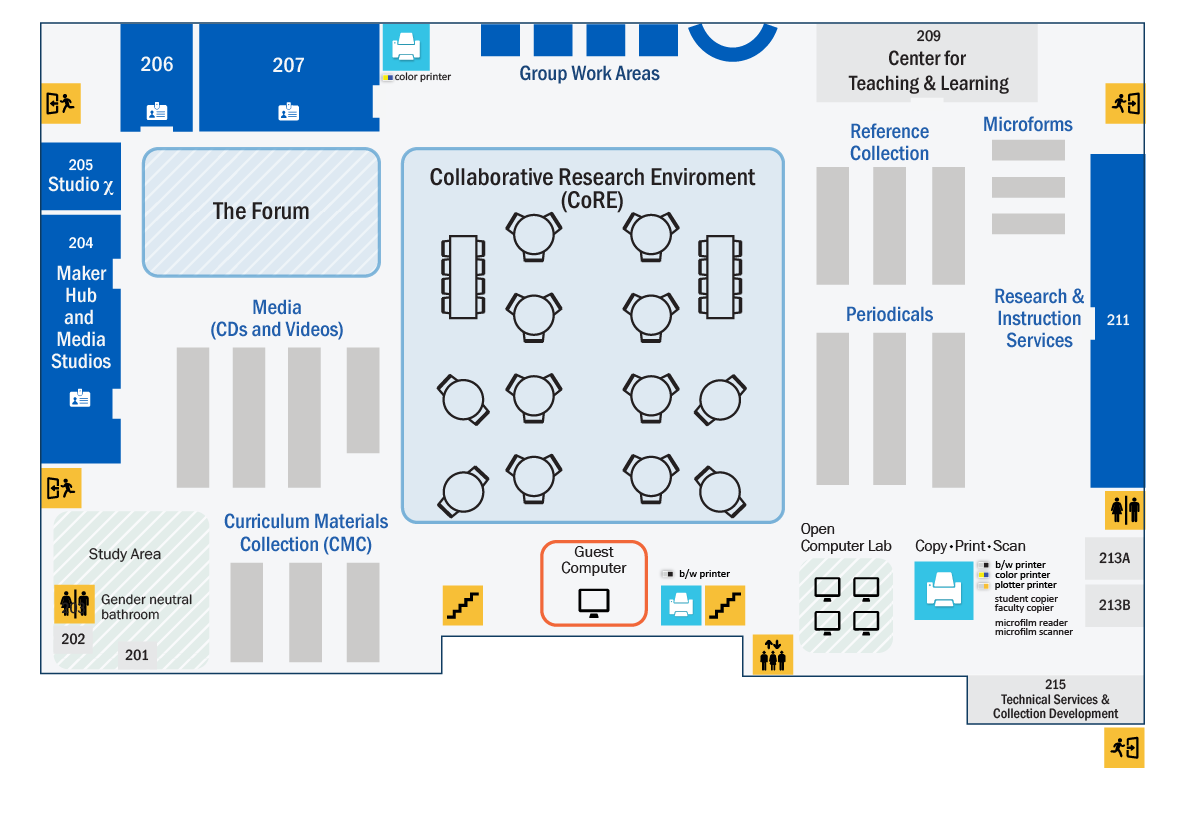 206
207
color printer
Group Work Areas
209
Center for
Teaching & Learning
205
Studio χ
204
Maker
Hub
and
Media
Studios
The Forum
Collaborative Research Enviroment
(CoRE)
Reference
Collection
Microforms
Media
(CDs and Videos)
Periodicals
Research &
Instruction
Services
211
Curriculum Materials
Collection (CMC)
Study Area
Gender neutral
bathroom
202
201
Guest
Computer
b/w printer
Open
Computer Lab
Copy•Print•Scan
b/w printer
color printer
plotter printer
student copier
faculty copier
microfilm reader
microfilm scanner
213A
213B
215
Technical Services &
Collection Development